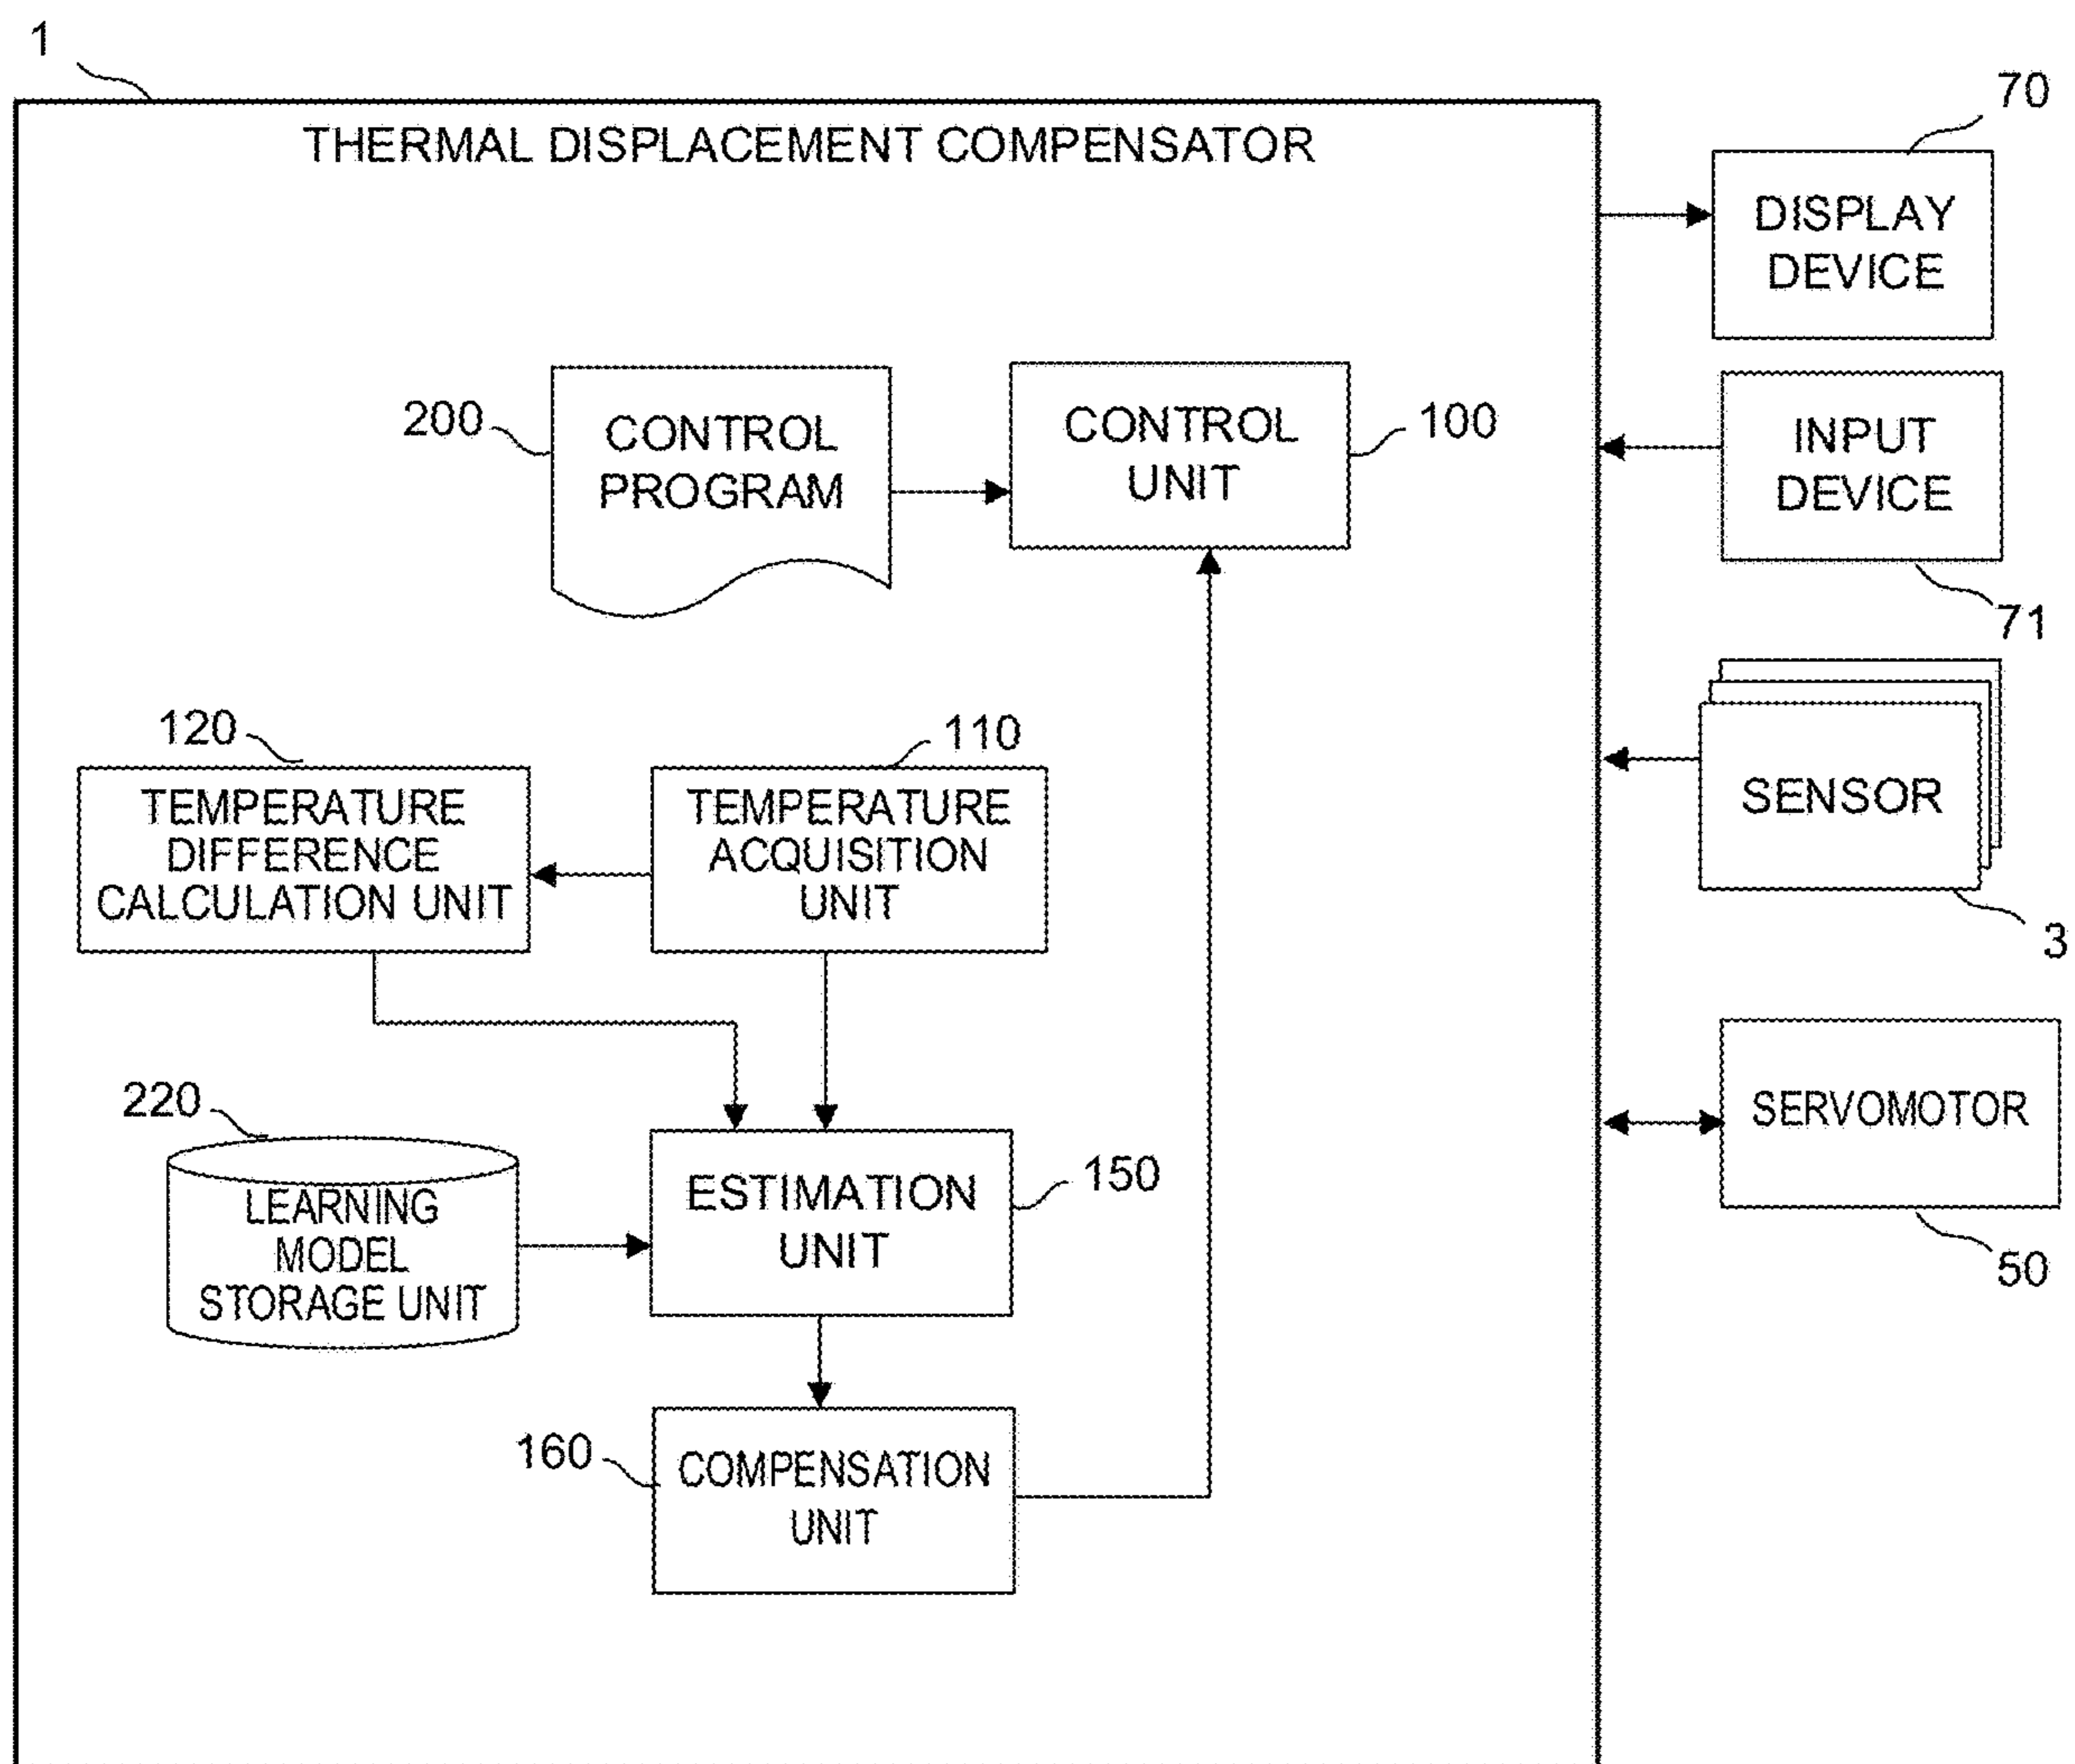 1
THERMAL DISPLACEMENT COMPENSATOR
70
DISPLAY
DEVICE
200
CONTROL
PROGRAM
CONTROL
UNIT
100
INPUT
DEVICE
71
120
TEMPERATURE
DIFFERENCE
CALCULATION UNIT
110
TEMPERATURE
ACQUISITION
UNIT
SENSOR
3
220
LEARNING
MODEL
STORAGE UNIT
ESTIMATION
UNIT
150
SERVOMOTOR
50
160
COMPENSATION
UNIT